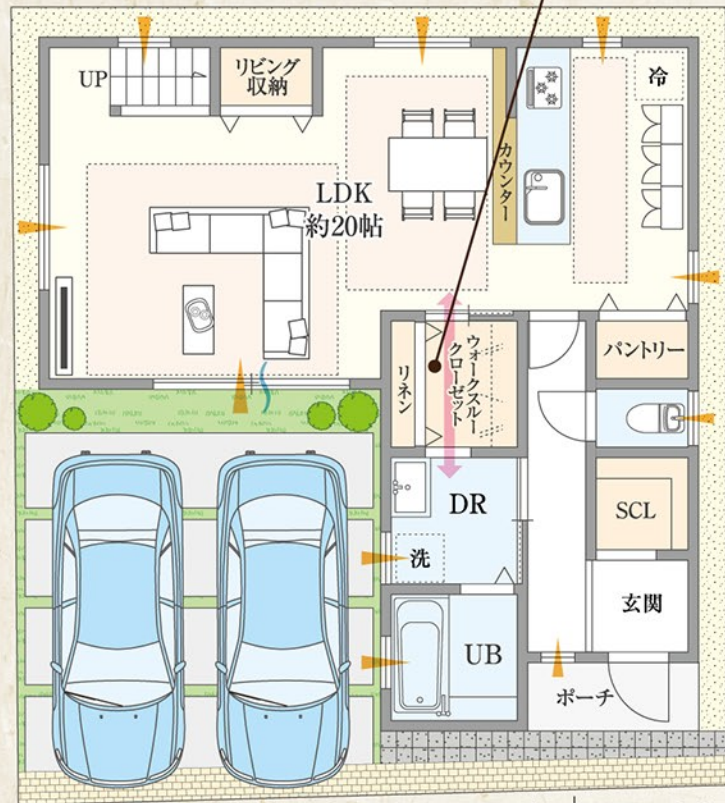 UP
リビング
収納
冷
カウンター
LDK
約20帖
ウォークスルー
クローゼット
リネン
パントリー
DR
洗
SCL
玄関
UB
ポーチ